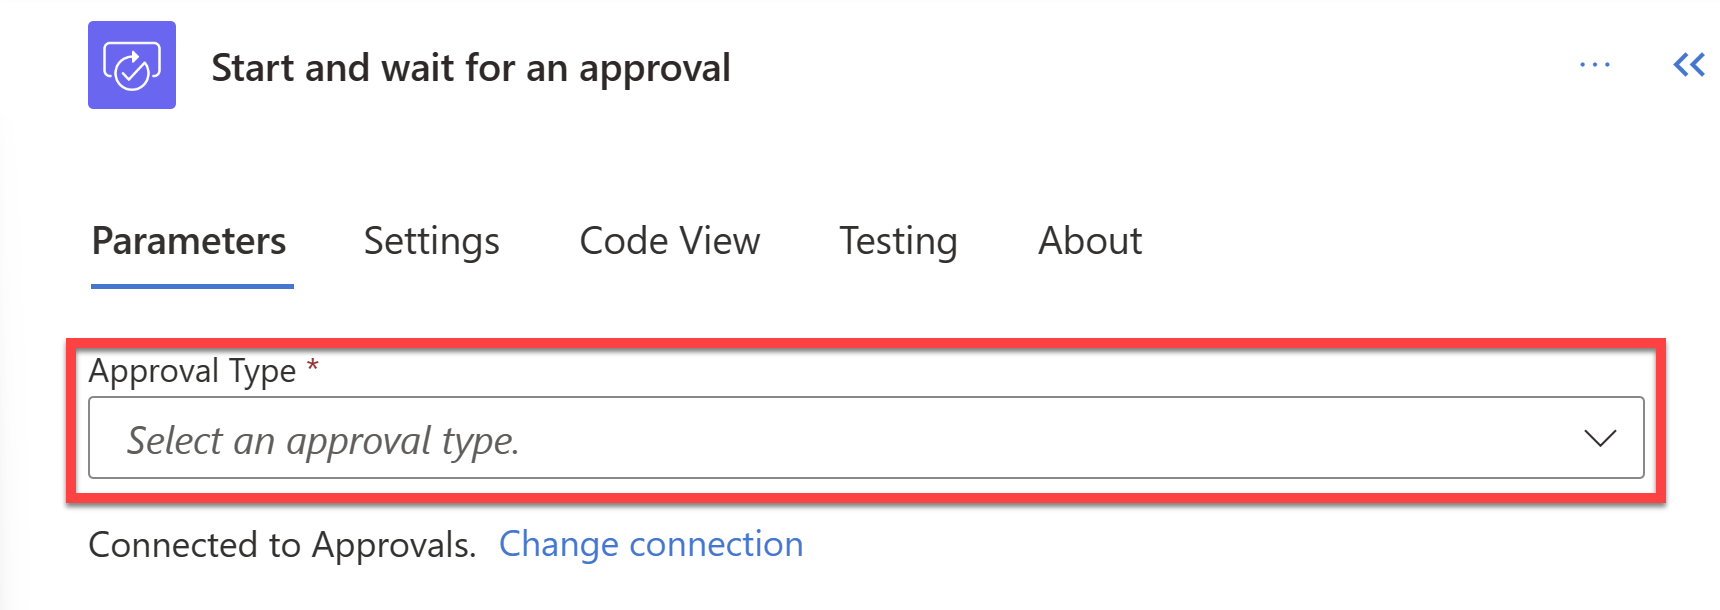 Start and wait for an approval
Parameters Settings Code View Testing About
Approval Type *
Select an approval type.
Connected to Approvals. Change connection